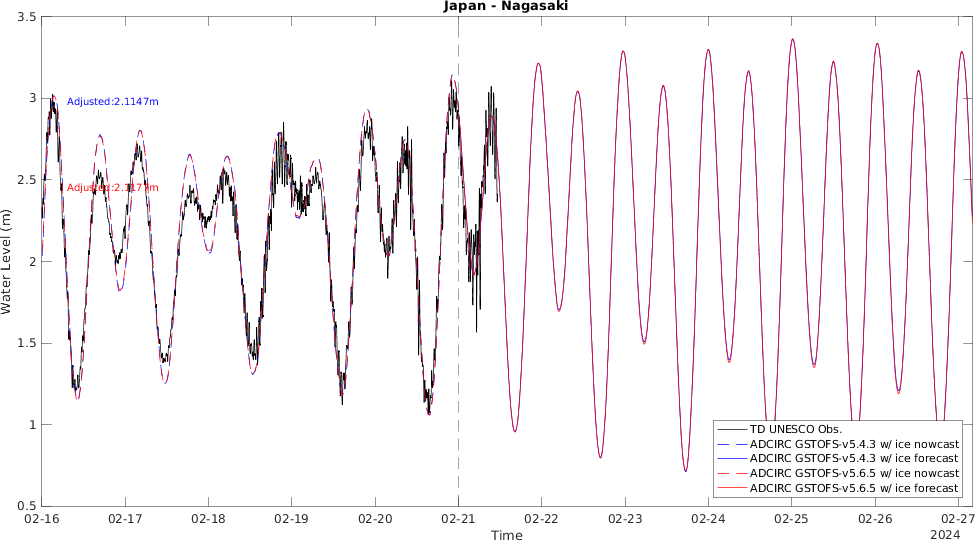 Japan - Nagasaki
3.5
3
2.5
2
1.5
1
0.5
Water Level (m)
Adjusted:2.1147m
Adjusted:2.1177m
TD UNESCO Obs.
ADCIRC GSTOFS-v5.4.3 w/ ice nowcast
ADCIRC GSTOFS-v5.4.3 w/ ice forecast
ADCIRC GSTOFS-v5.6.5 w/ ice nowcast
ADCIRC GSTOFS-v5.6.5 w/ ice forecast
02-16 02-17 02-18 02-19 02-20 02-21 02-22 02-23 02-24 02-25 02-26 02-27
Time
2024